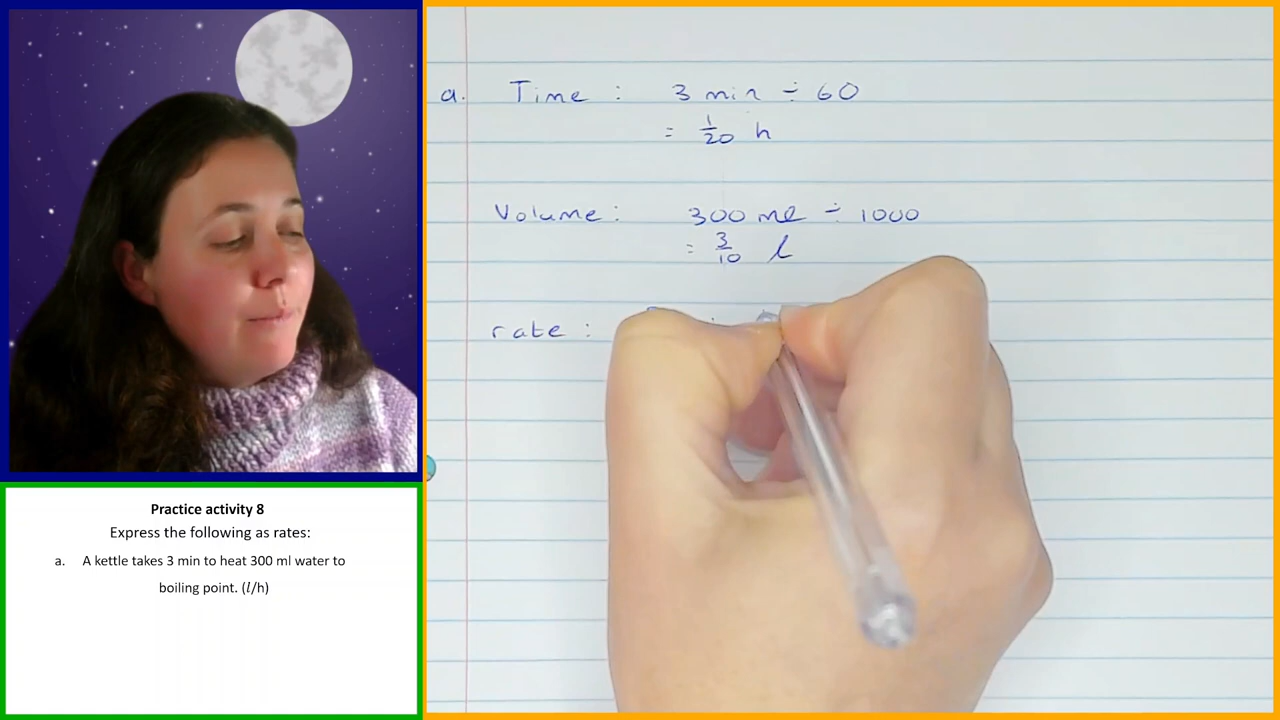 a. Time : 3 min ÷ 60
= 1/20 h
Volume : 300 ml ÷ 1000
= 3/10 l
rate :
Practice activity 8
Express the following as rates:
a. A kettle takes 3 min to heat 300 ml water to
boiling point. (l/h)